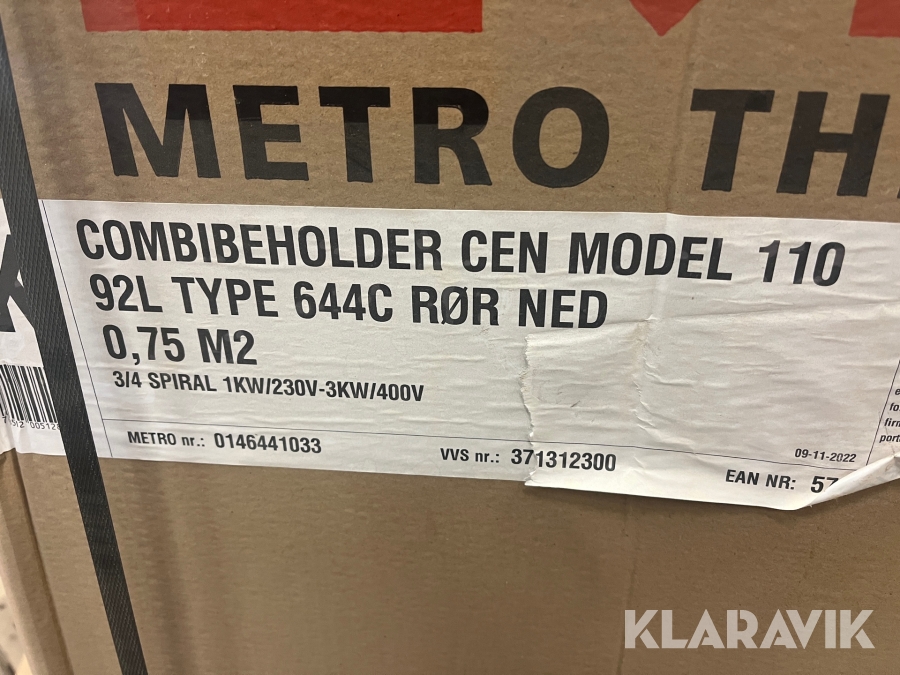 METRO TH
COMBIBEHOLDER CEN MODEL 110
92L TYPE 644C RØR NED
0,75 M2
3/4 SPIRAL 1KW/230V-3KW/400V
METRO nr.: 0146441033
VVS nr.: 371312300
09-11-2022
EAN NR: 57
KLARAVIK